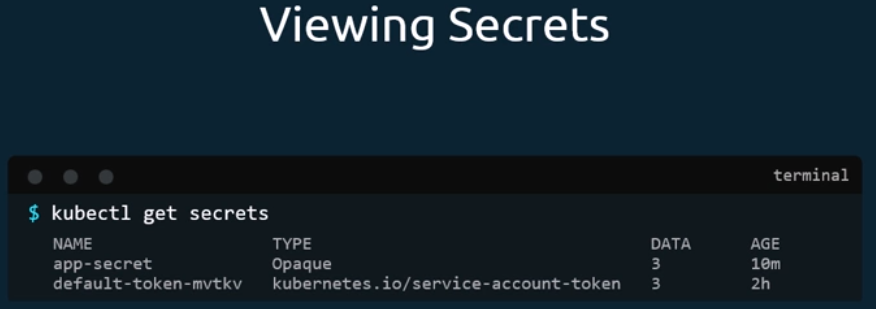 Viewing Secrets
terminal
$ kubectl get secrets
NAME TYPE DATA AGE
app-secret Opaque 3 10m
default-token-mvtkv kubernetes.io/service-account-token 3 2h